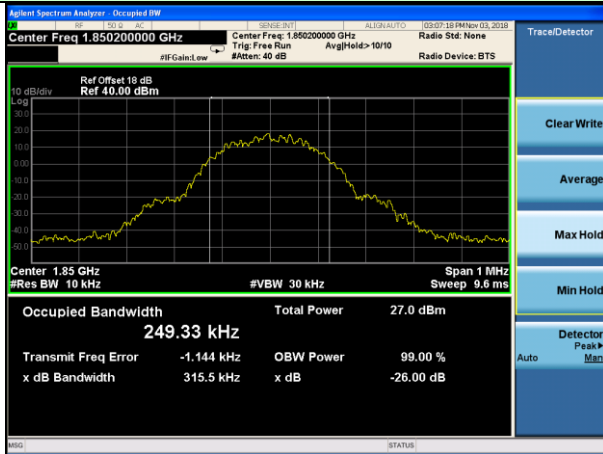 Agilent Spectrum Analyzer - Occupied BW
RF 50 Ω AC SENSE:INT ALIGN AUTO 03:07:18 PM Nov 03, 2018
Center Freq 1.850200000 GHz
Center Freq: 1.850200000 GHz
Radio Std: None
Trig: Free Run Avg|Hold:> 10/10
#IFGain:Low #Atten: 40 dB Radio Device: BTS
Trace/Detector
Ref Offset 18 dB
10 dB/div Ref 40.00 dBm
Log
30.0
20.0
10.0
0.00
-10.0
-20.0
-30.0
-40.0
-50.0
Center 1.85 GHz Span 1 MHz
#Res BW 10 kHz #VBW 30 kHz Sweep 9.6 ms
Occupied Bandwidth Total Power 27.0 dBm
249.33 kHz
Transmit Freq Error -1.144 kHz OBW Power 99.00 %
x dB Bandwidth 315.5 kHz x dB -26.00 dB
Clear Write
Average
Max Hold
Min Hold
Detector
Peak▶
Auto Man
MSG STATUS